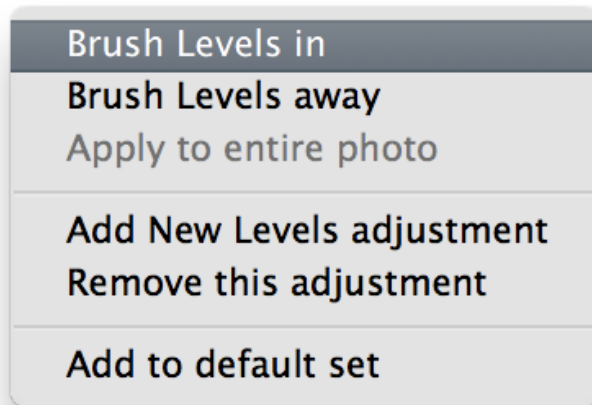 Brush Levels in
Brush Levels away
Apply to entire photo
Add New Levels adjustment
Remove this adjustment
Add to default set